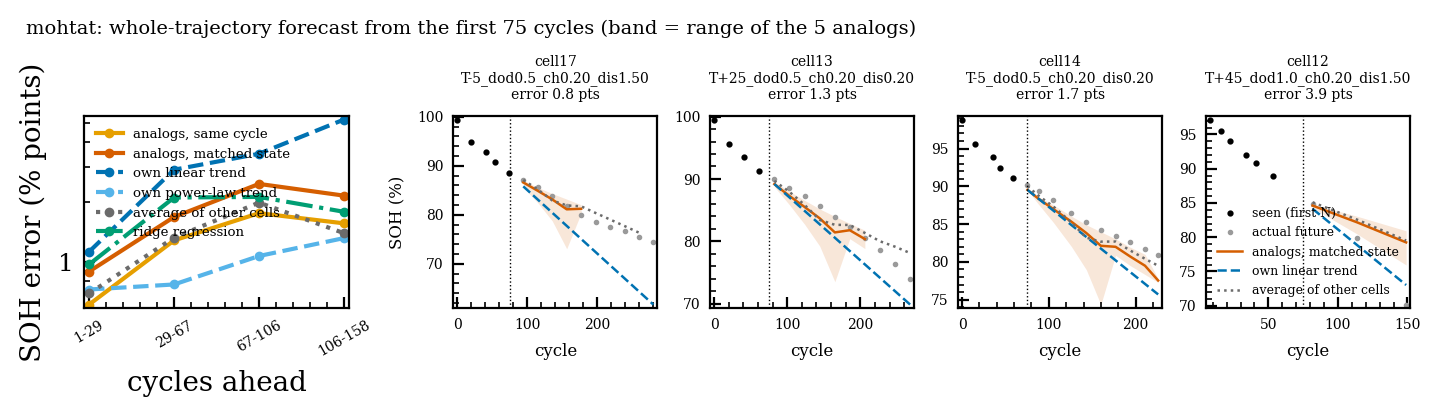 mohtat: whole-trajectory forecast from the first 75 cycles (band = range of the 5 analogs)
SOH error (% points)
1
analogs, same cycle
analogs, matched state
own linear trend
own power-law trend
average of other cells
ridge regression
1-29
29-67
67-106
106-158
cycles ahead
cell17
T-5_dod0.5_ch0.20_dis1.50
error 0.8 pts
SOH (%)
100
90
80
70
0
200
cycle
cell13
T+25_dod0.5_ch0.20_dis0.20
error 1.3 pts
100
90
80
70
0
100
200
cycle
cell14
T-5_dod0.5_ch0.20_dis0.20
error 1.7 pts
95
90
85
80
75
0
100
200
cycle
cell12
T+45_dod1.0_ch0.20_dis1.50
error 3.9 pts
95
90
85
80
75
70
seen (first N)
actual future
analogs, matched state
own linear trend
average of other cells
50
100
150
cycle